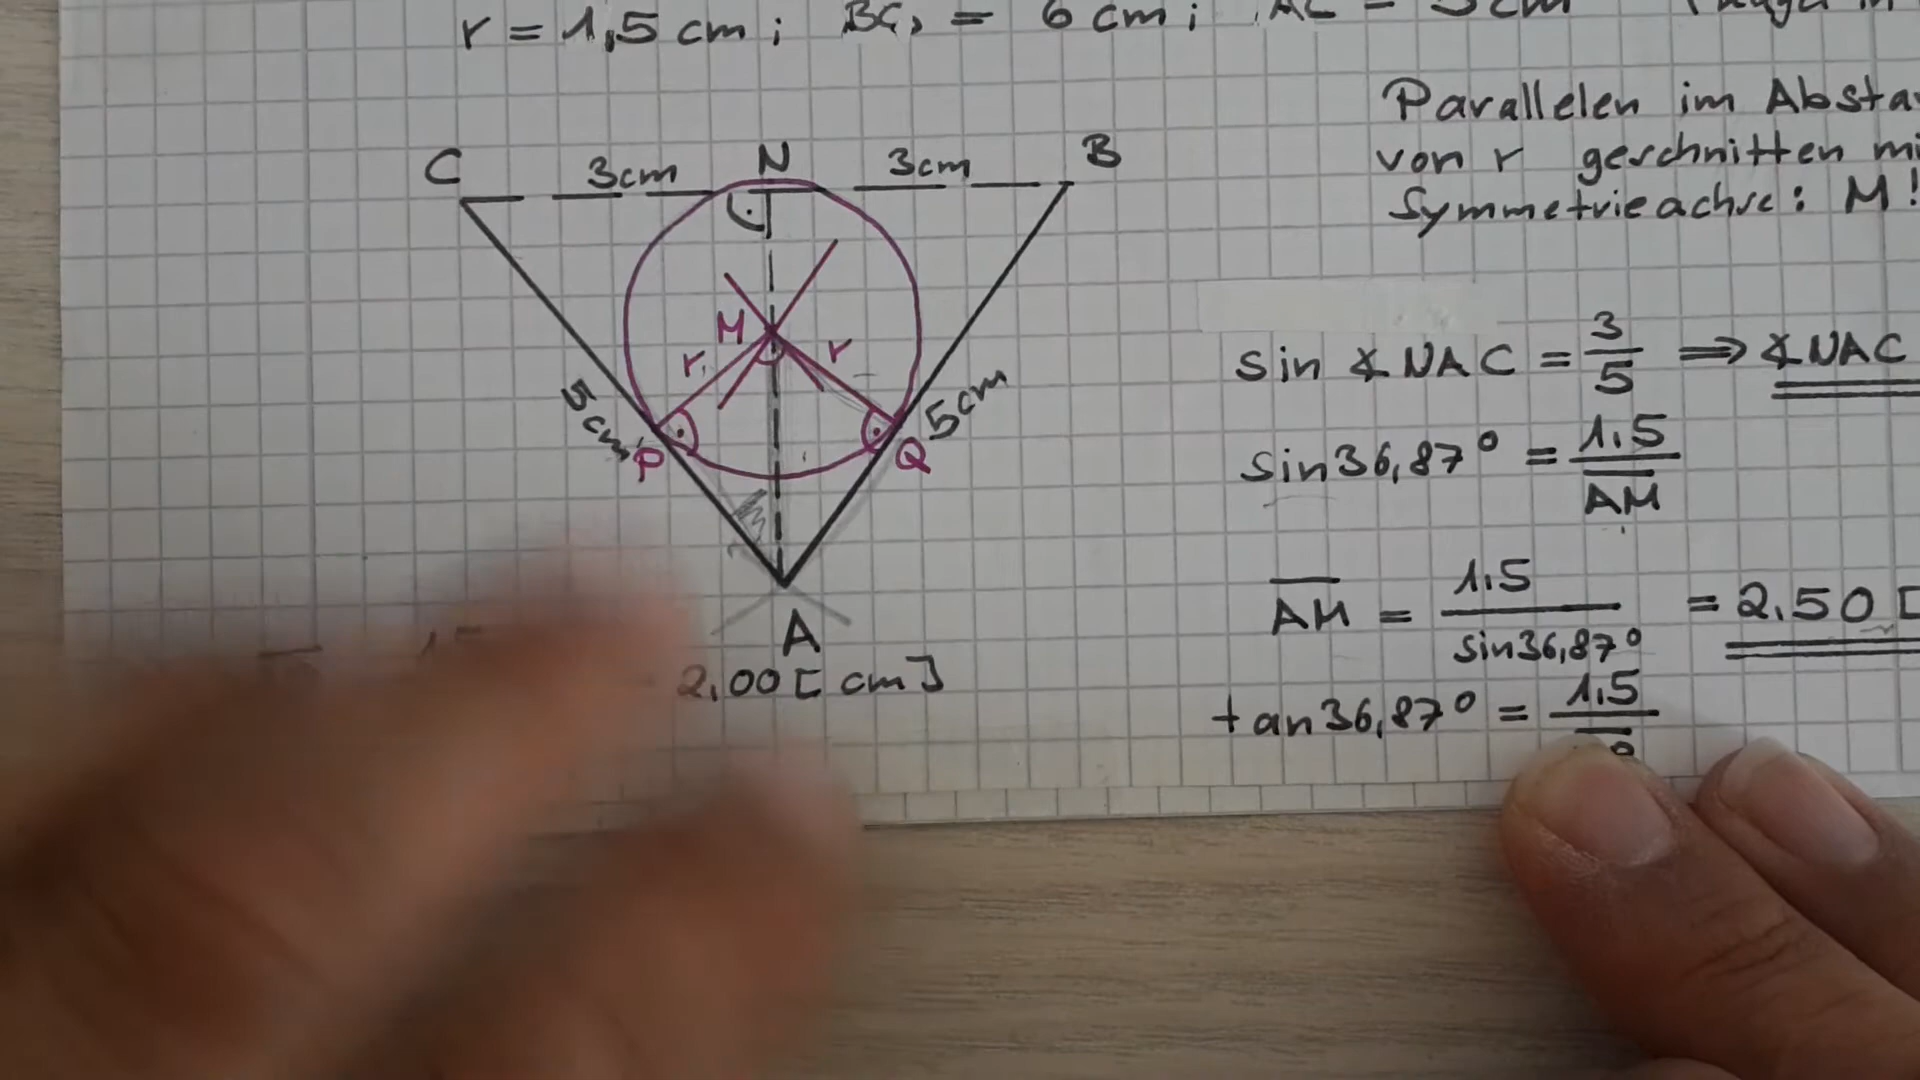 r = 1,5 cm; BC = 6 cm;
Parallelen im
von r geschnitten
Symmetrieachse: M!
C 3cm N 3cm B
M
r r
5cm 5cm
P Q
A
sin ∡ NAC = 3/5 ⟹ ∡NAC
sin 36,87° = 1,5/AM
AM = 1,5/sin 36,87° = 2,50 [
2,00 [cm]
tan 36,87° = 1,5